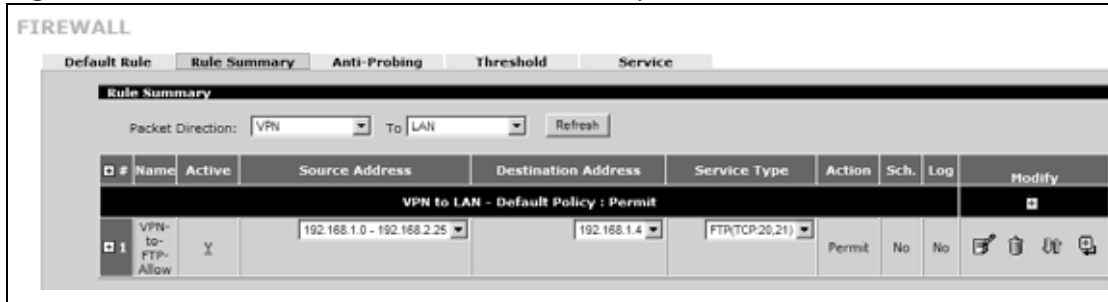 FIREWALL
Default Rule Rule Summary Anti-Probing Threshold Service
Rule Summary
Packet Direction: VPN To LAN Refresh
# Name Active Source Address Destination Address Service Type Action Sch. Log Modify
VPN to LAN - Default Policy : Permit
1 VPN-to-FTP-Allow Y 192.168.1.0 - 192.168.2.25 192.168.1.4 FTP(TCP:20,21) Permit No No